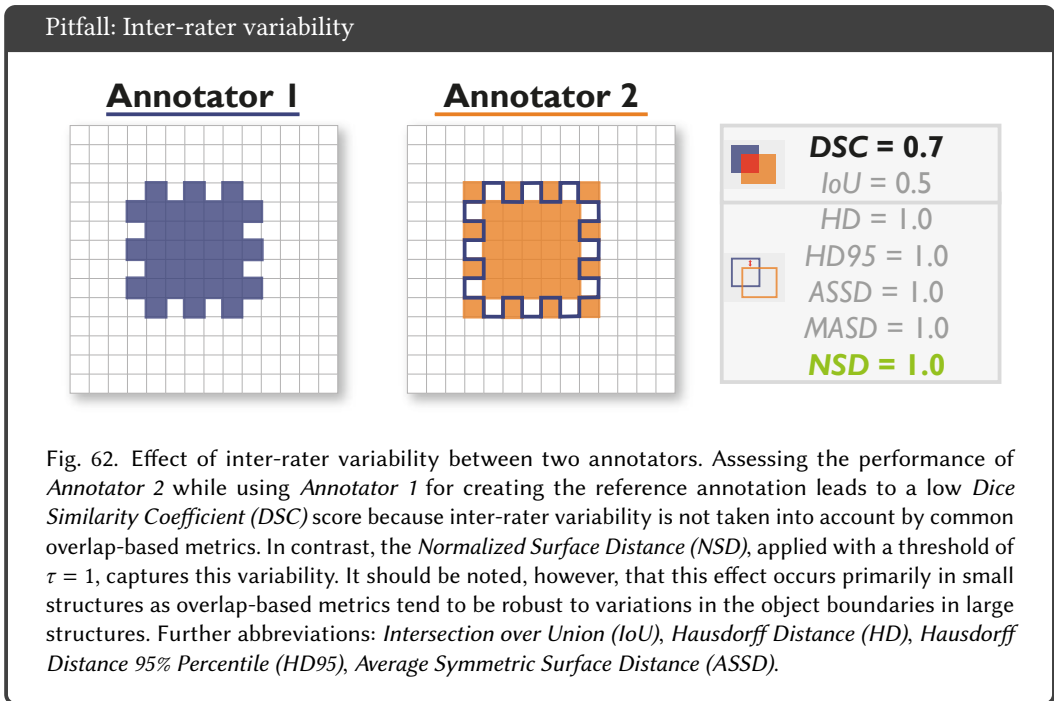 Pitfall: Inter-rater variability
Annotator 1
Annotator 2
DSC = 0.7
IoU = 0.5
HD = 1.0
HD95 = 1.0
ASSD = 1.0
MASD = 1.0
NSD = 1.0
Fig. 62. Effect of inter-rater variability between two annotators. Assessing the performance of
Annotator 2 while using Annotator 1 for creating the reference annotation leads to a low Dice
Similarity Coefficient (DSC) score because inter-rater variability is not taken into account by common
overlap-based metrics. In contrast, the Normalized Surface Distance (NSD), applied with a threshold of
τ = 1, captures this variability. It should be noted, however, that this effect occurs primarily in small
structures as overlap-based metrics tend to be robust to variations in the object boundaries in large
structures. Further abbreviations: Intersection over Union (IoU), Hausdorff Distance (HD), Hausdorff
Distance 95% Percentile (HD95), Average Symmetric Surface Distance (ASSD).